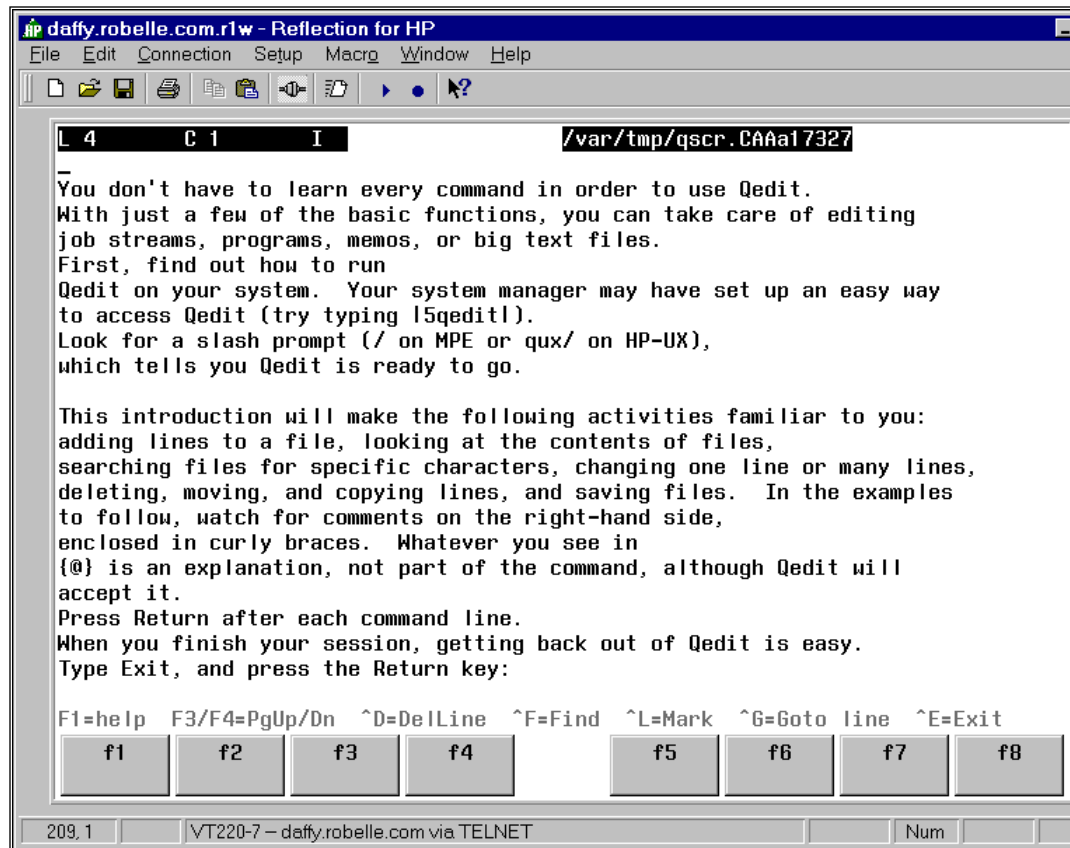 HP daffy.robelle.com.r1w - Reflection for HP
File Edit Connection Setup Macro Window Help
L 4 C 1 I /var/tmp/qscr.CAAa17327
You don't have to learn every command in order to use Qedit.
With just a few of the basic functions, you can take care of editing
job streams, programs, memos, or big text files.
First, find out how to run
Qedit on your system.  Your system manager may have set up an easy way
to access Qedit (try typing |5qedit|).
Look for a slash prompt (/ on MPE or qux/ on HP-UX),
which tells you Qedit is ready to go.
This introduction will make the following activities familiar to you:
adding lines to a file, looking at the contents of files,
searching files for specific characters, changing one line or many lines,
deleting, moving, and copying lines, and saving files.  In the examples
to follow, watch for comments on the right-hand side,
enclosed in curly braces.  Whatever you see in
{@} is an explanation, not part of the command, although Qedit will
accept it.
Press Return after each command line.
When you finish your session, getting back out of Qedit is easy.
Type Exit, and press the Return key:
F1=help  F3/F4=PgUp/Dn  ^D=DelLine  ^F=Find  ^L=Mark  ^G=Goto line  ^E=Exit
f1 f2 f3 f4 f5 f6 f7 f8
209, 1 VT220-7 -- daffy.robelle.com via TELNET Num